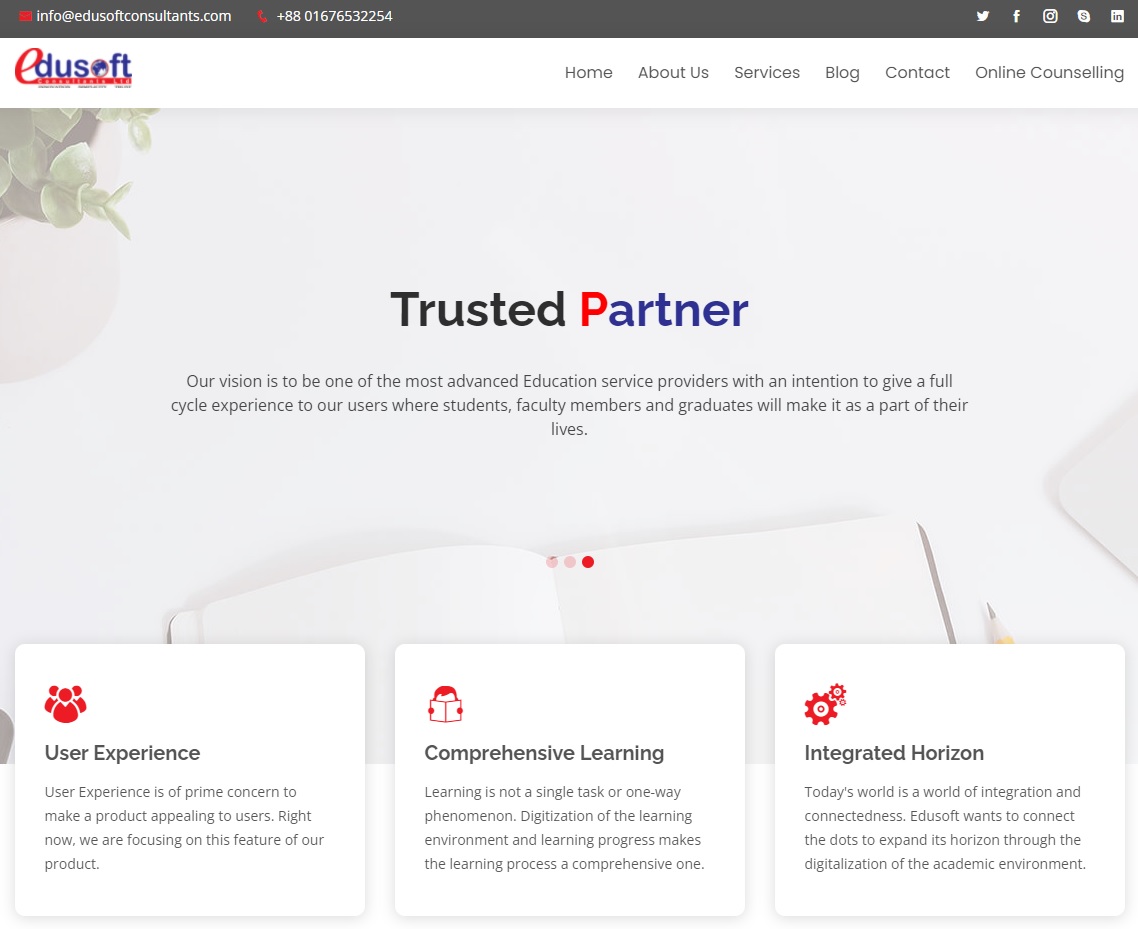 info@edusoftconsultants.com +88 01676532254
edusoft
Consultants Ltd
Home About Us Services Blog Contact Online Counselling
Trusted Partner
Our vision is to be one of the most advanced Education service providers with an intention to give a full
cycle experience to our users where students, faculty members and graduates will make it as a part of their
lives.
User Experience
User Experience is of prime concern to
make a product appealing to users. Right
now, we are focusing on this feature of our
product.
Comprehensive Learning
Learning is not a single task or one-way
phenomenon. Digitization of the learning
environment and learning progress makes
the learning process a comprehensive one.
Integrated Horizon
Today's world is a world of integration and
connectedness. Edusoft wants to connect
the dots to expand its horizon through the
digitalization of the academic environment.